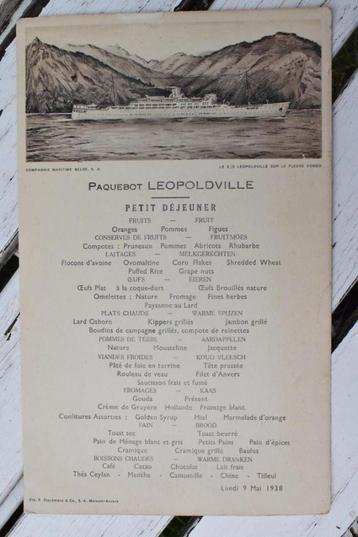 COMPAGNIE MARITIME BELGE, S. A.
LE S/S LEOPOLDVILLE SUR LE FLEUVE CONGO
PAQUEBOT LEOPOLDVILLE
PETIT DÉJEUNER
FRUITS — FRUIT
Oranges Pommes Figues
CONSERVES DE FRUITS — FRUITMOES
Compotes : Pruneaux Pommes Abricots Rhubarbe
LAITAGES — MELKGERECHTEN
Flocons d'avoine Ovomaltine Corn Flakes Shredded Wheat
Puffed Rice Grape nuts
ŒUFS — EIEREN
Œufs Plat à la coque-durs Œufs Brouillés nature
Omelettes : Nature Fromage Fines herbes
Paysanne au Lard
PLATS CHAUDS — WARME SPIJZEN
Lard Osborn Kippers grillés Jambon grillé
Boudins de campagne grillés, compote de reinettes
POMMES DE TERRE — AARDAPPELEN
Nature Mousseline Jacquette
VIANDES FROIDES — KOUD VLEESCH
Pâté de foie en terrine Tête pressée
Rouleau de veau Filet d'Anvers
Saucisson frais et fumé
FROMAGES — KAAS
Gouda Présent
Crème de Gruyère Hollande Fromage blanc
Confitures Assorties : Golden Syrup Miel Marmelade d'orange
PAIN — BROOD
Toast sec Toast beurré
Pain de Ménage blanc et gris Petits Pains Pain d'épices
Cramique Cramique grillé Baulus
BOISSONS CHAUDES — WARME DRANKEN
Café Cacao Chocolat Lait frais
Thés Ceylan - Menthe - Camomille - Chine - Tilleul
Lundi 9 Mai 1938